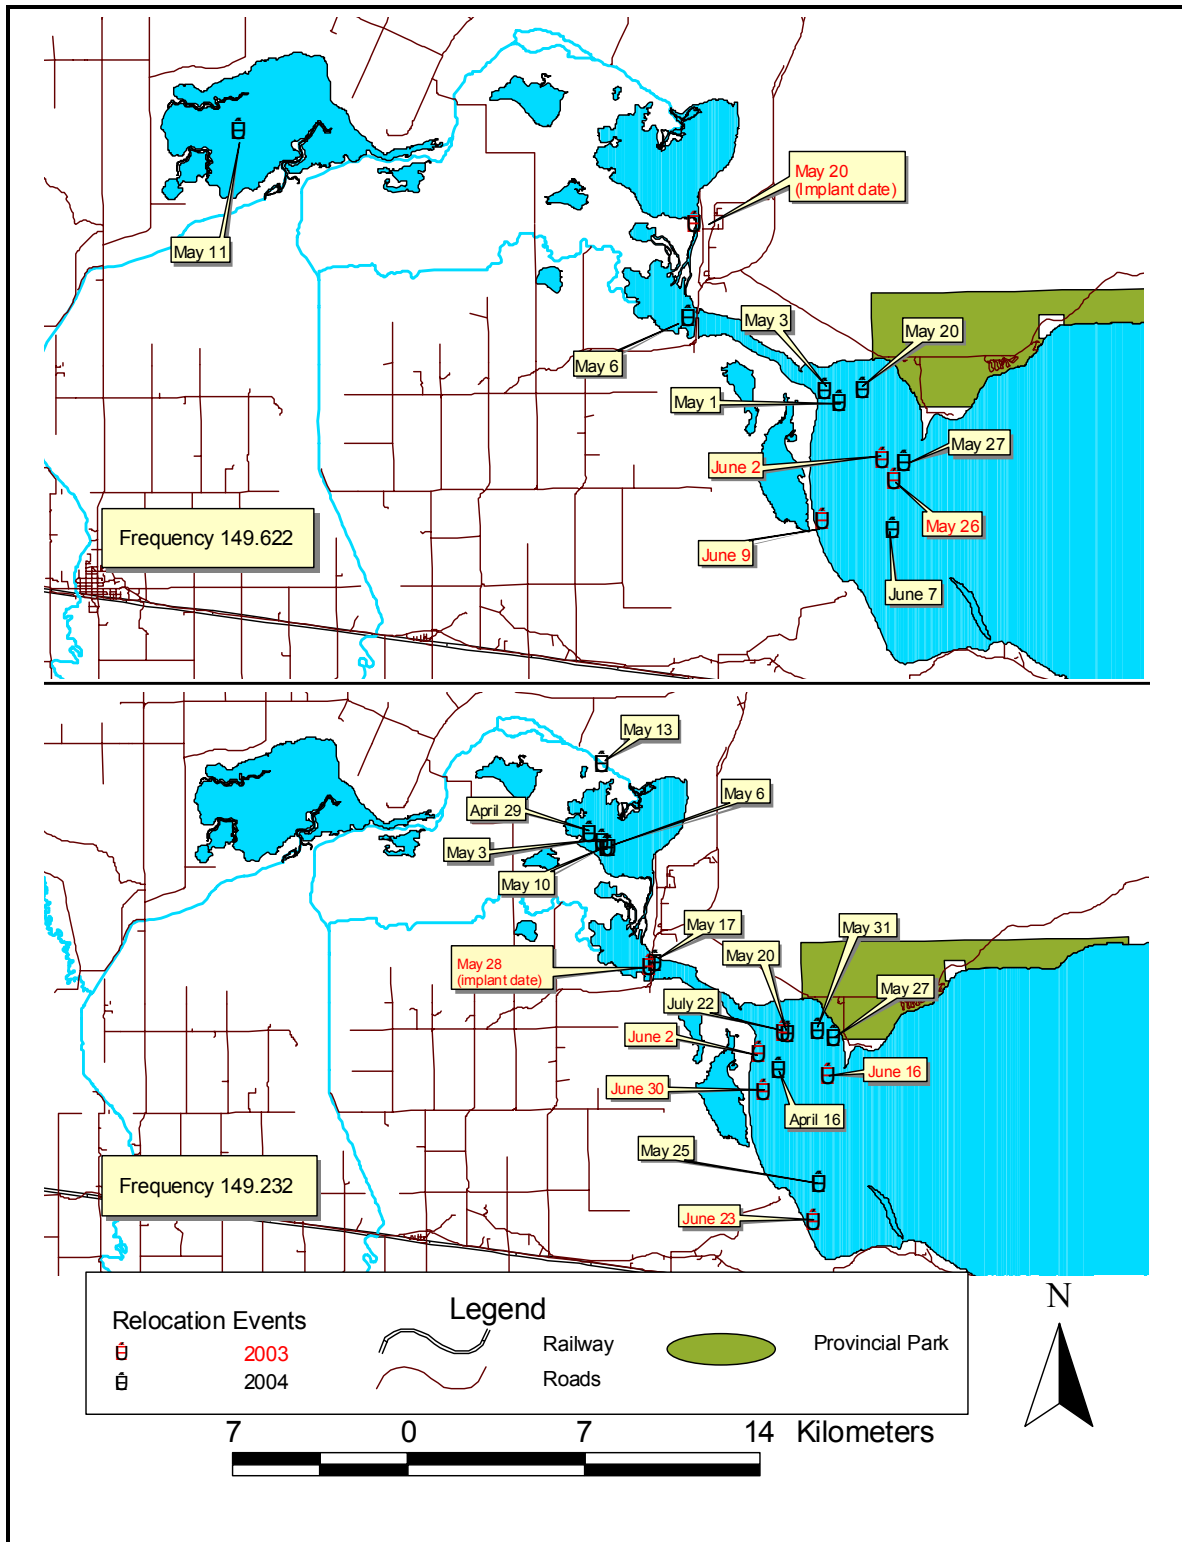 May 20
(Implant date)
May 11
May 3
May 20
May 6
May 1
May 27
June 2
May 26
June 9
June 7
Frequency 149.622
May 13
May 6
April 29
May 3
May 10
May 17
May 31
May 20
May 28
(implant date)
May 27
July 22
June 2
June 16
June 30
April 16
May 25
Frequency 149.232
June 23
Legend
Relocation Events
2003
2004
Railway
Roads
Provincial Park
N
7 0 7 14 Kilometers